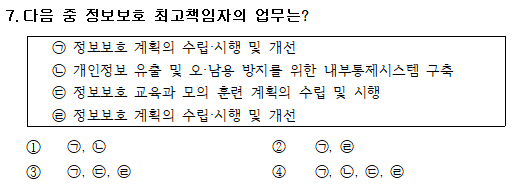 7. 다음 중 정보보호 최고책임자의 업무는?
㉠ 정보보호 계획의 수립·시행 및 개선
㉡ 개인정보 유출 및 오·남용 방지를 위한 내부통제시스템 구축
㉢ 정보보호 교육과 모의 훈련 계획의 수립 및 시행
㉣ 정보보호 계획의 수립·시행 및 개선
① ㉠, ㉡ ② ㉠, ㉣
③ ㉠, ㉢, ㉣ ④ ㉠, ㉡, ㉢, ㉣